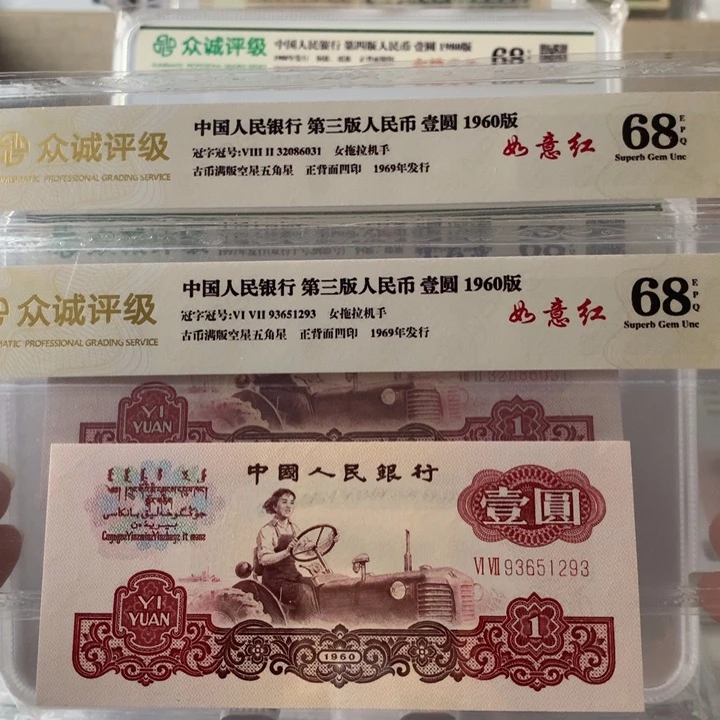 众诚评级
中国人民银行 第四版人民币 壹圆 1980版
68
众诚评级
MATIC PROFESSIONAL GRADING SERVICE
中国人民银行 第三版人民币 壹圆 1960版
冠字冠号:VIII II 32086031 女拖拉机手
古币满版空星五角星 正背面凹印 1969年发行
如意红
68 EPQ
Superb Gem Unc
众诚评级
MATIC PROFESSIONAL GRADING SERVICE
中国人民银行 第三版人民币 壹圆 1960版
冠字冠号:VI VII 93651293 女拖拉机手
古币满版空星五角星 正背面凹印 1969年发行
如意红
68 EPQ
Superb Gem Unc
YI
YUAN
1
中國人民銀行
壹圓
VI VII 93651293
YI
YUAN
1960
1